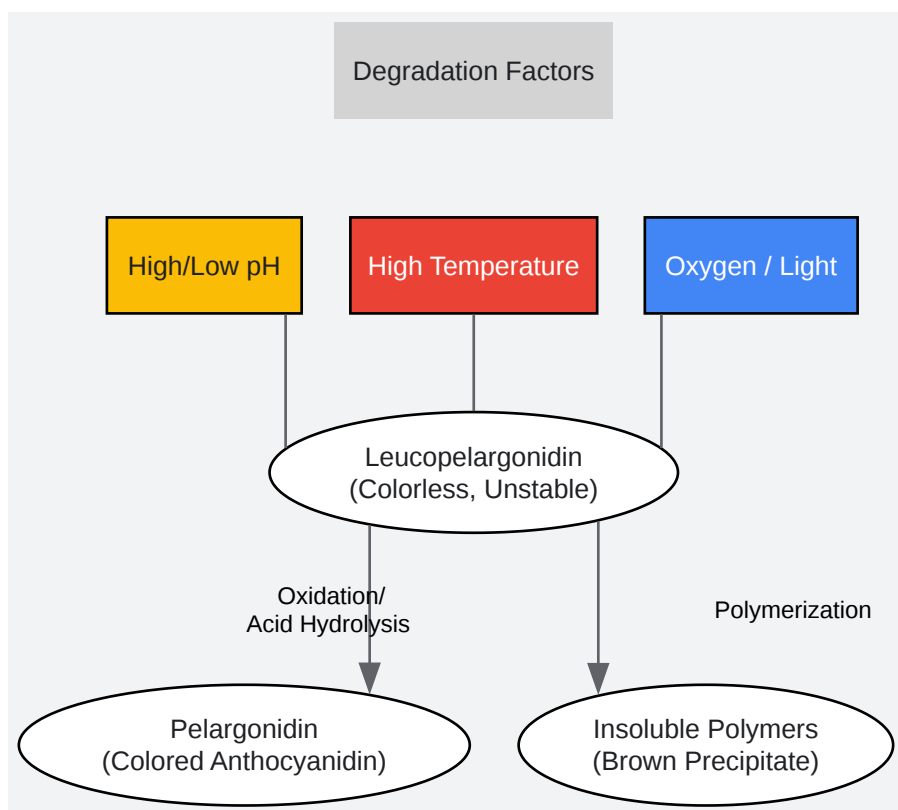 Degradation Factors
High/Low pH
High Temperature
Oxygen / Light
Leucopelargonidin
(Colorless, Unstable)
Oxidation/
Acid Hydrolysis
Polymerization
Pelargonidin
(Colored Anthocyanidin)
Insoluble Polymers
(Brown Precipitate)